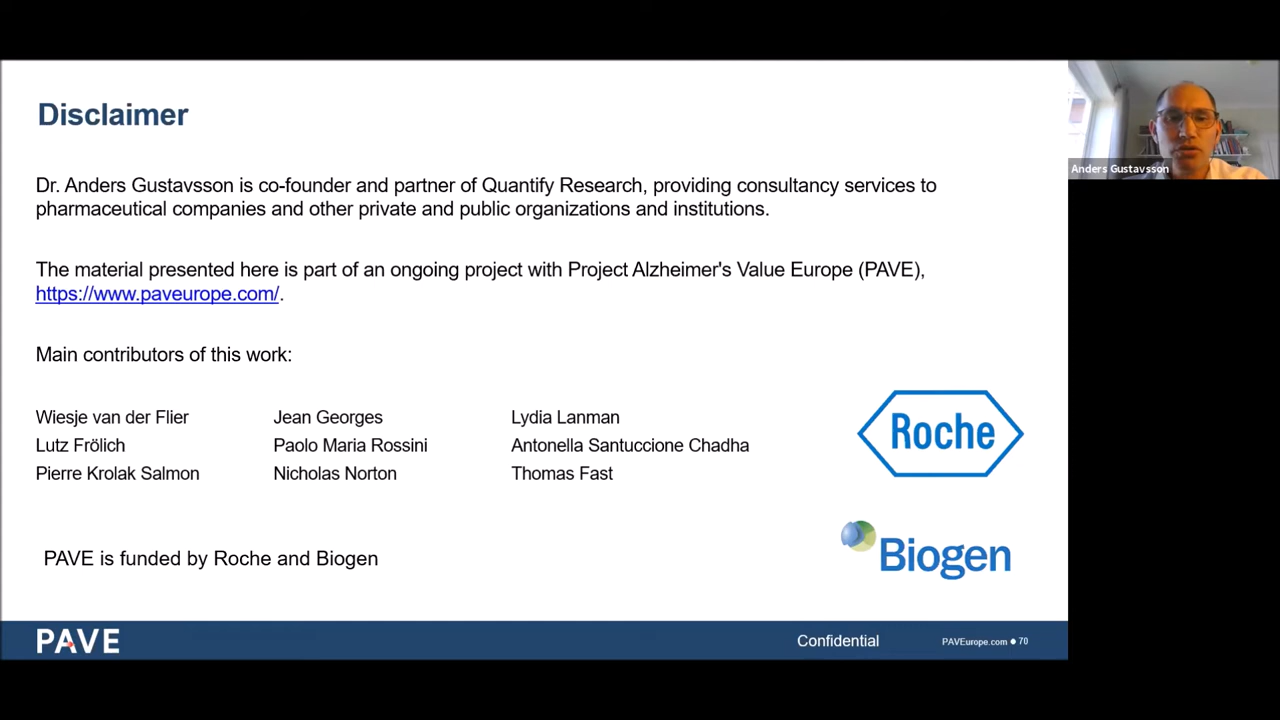 Disclaimer
Anders Gustavsson
Dr. Anders Gustavsson is co-founder and partner of Quantify Research, providing consultancy services to
pharmaceutical companies and other private and public organizations and institutions.
The material presented here is part of an ongoing project with Project Alzheimer's Value Europe (PAVE),
https://www.paveurope.com/.
Main contributors of this work:
Wiesje van der Flier Jean Georges Lydia Lanman
Lutz Frölich Paolo Maria Rossini Antonella Santuccione Chadha
Pierre Krolak Salmon Nicholas Norton Thomas Fast
Roche
PAVE is funded by Roche and Biogen
Biogen
PAVE Confidential PAVEurope.com ● 70